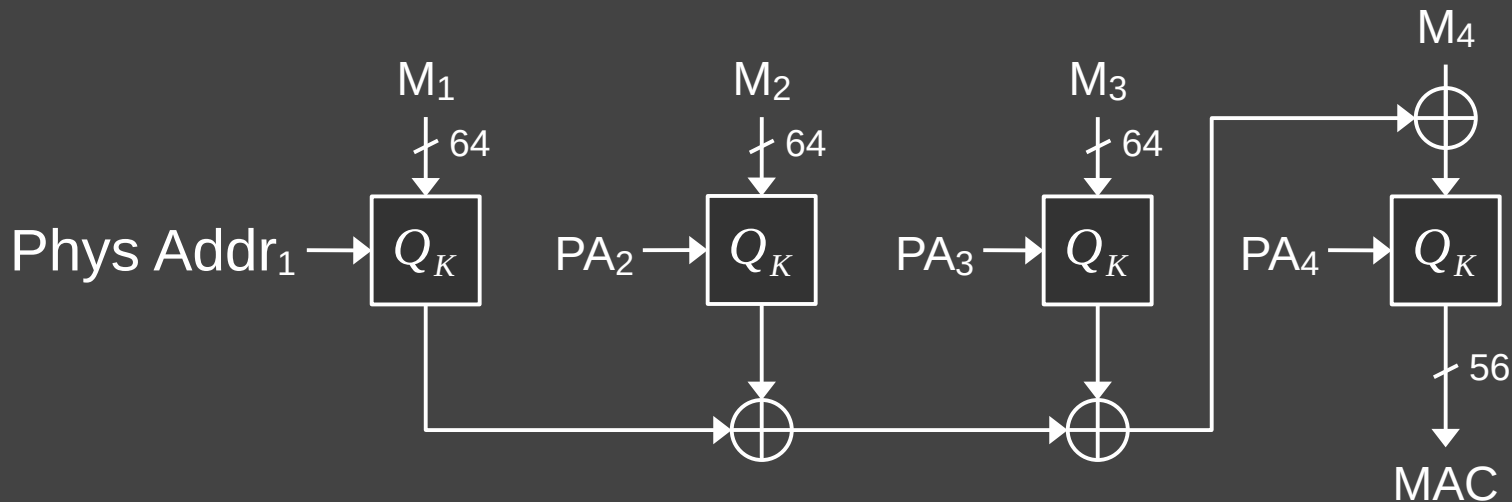 M4
M1 M2 M3
64 64 64
Phys Addr1 QK PA2 QK PA3 QK PA4 QK
56
MAC